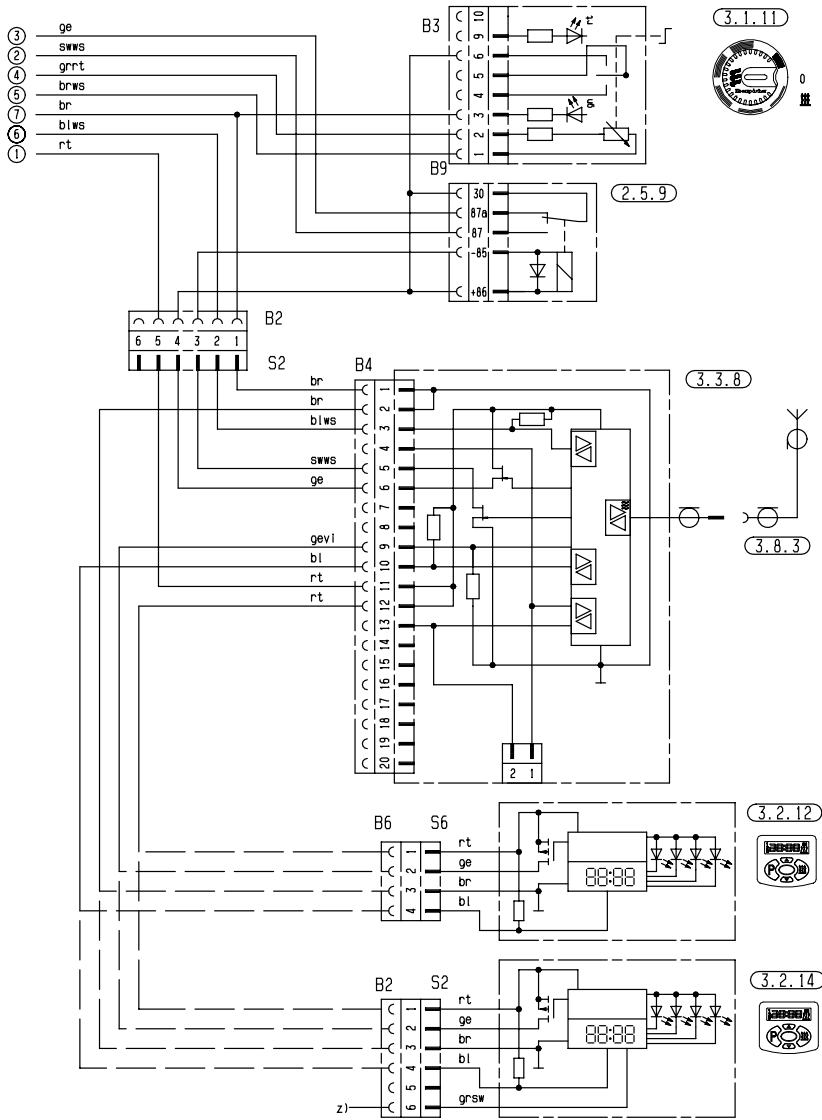 B3
3.1.11
10
9
6
5
4
3
2
1
3 ge
2 swws
4 grrt
5 brws
7 br
6 blws
1 rt
0
B9
2.5.9
30
87a
87
-85
+86
B2
6 5 4 3 2 1
S2
B4
3.3.8
br 1
br 2
blws 3
4
swws 5
ge 6
7
8
gevi 9
bl 10
rt 11
rt 12
13
14
15
16
17
18
19
20
2 1
3.8.3
B6 S6
3.2.12
1 rt
2 ge
3 br
4 bl
88:88
P
B2 S2
3.2.14
1 rt
2 ge
3 br
4 bl
5
z) 6 grsw
88:88
P